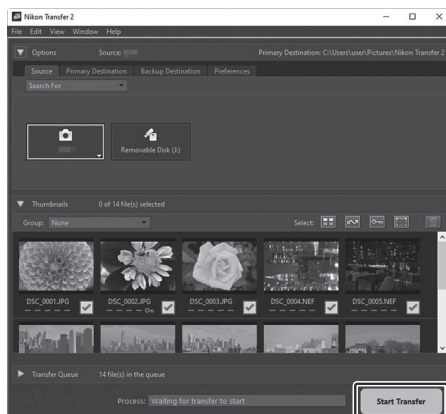 Nikon Transfer 2
File Edit View Window Help
Options Source: Primary Destination: C:\Users\user\Pictures\Nikon Transfer 2
Source Primary Destination Backup Destination Preferences
Search For
Removable Disk (J:)
Thumbnails 0 of 14 file(s) selected
Group: None Select:
DSC_0001.JPG DSC_0002.JPG DSC_0003.JPG DSC_0004.NEF DSC_0005.NEF
Transfer Queue 14 file(s) in the queue
Process: Waiting for transfer to start Start Transfer